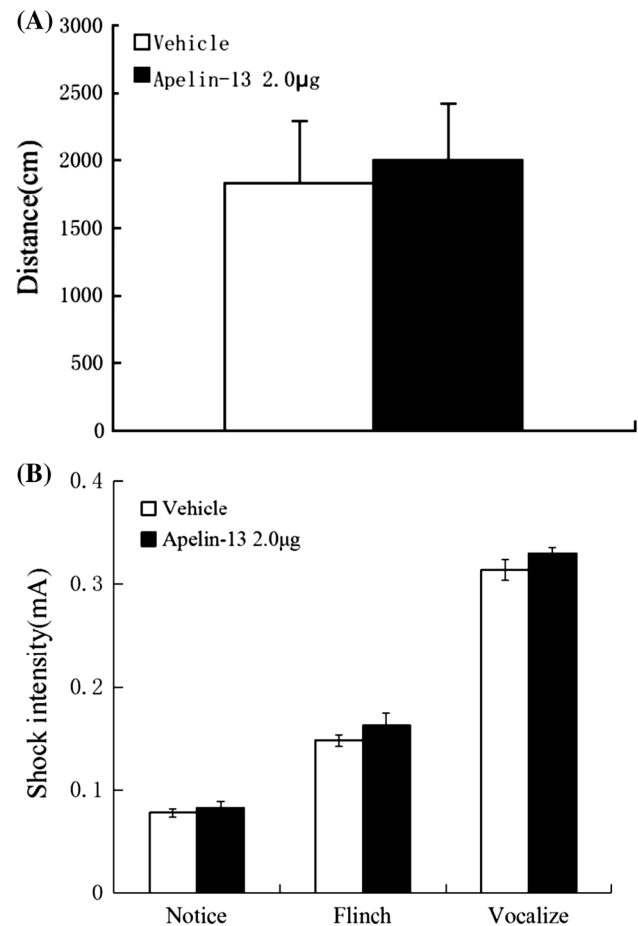 (A)
3000
2500
2000
1500
1000
500
0
Distance(cm)
Vehicle
Apelin-13 2.0μg
(B)
0.4
0.3
0.2
0.1
0
Shock intensity(mA)
Vehicle
Apelin-13 2.0μg
Notice Flinch Vocalize